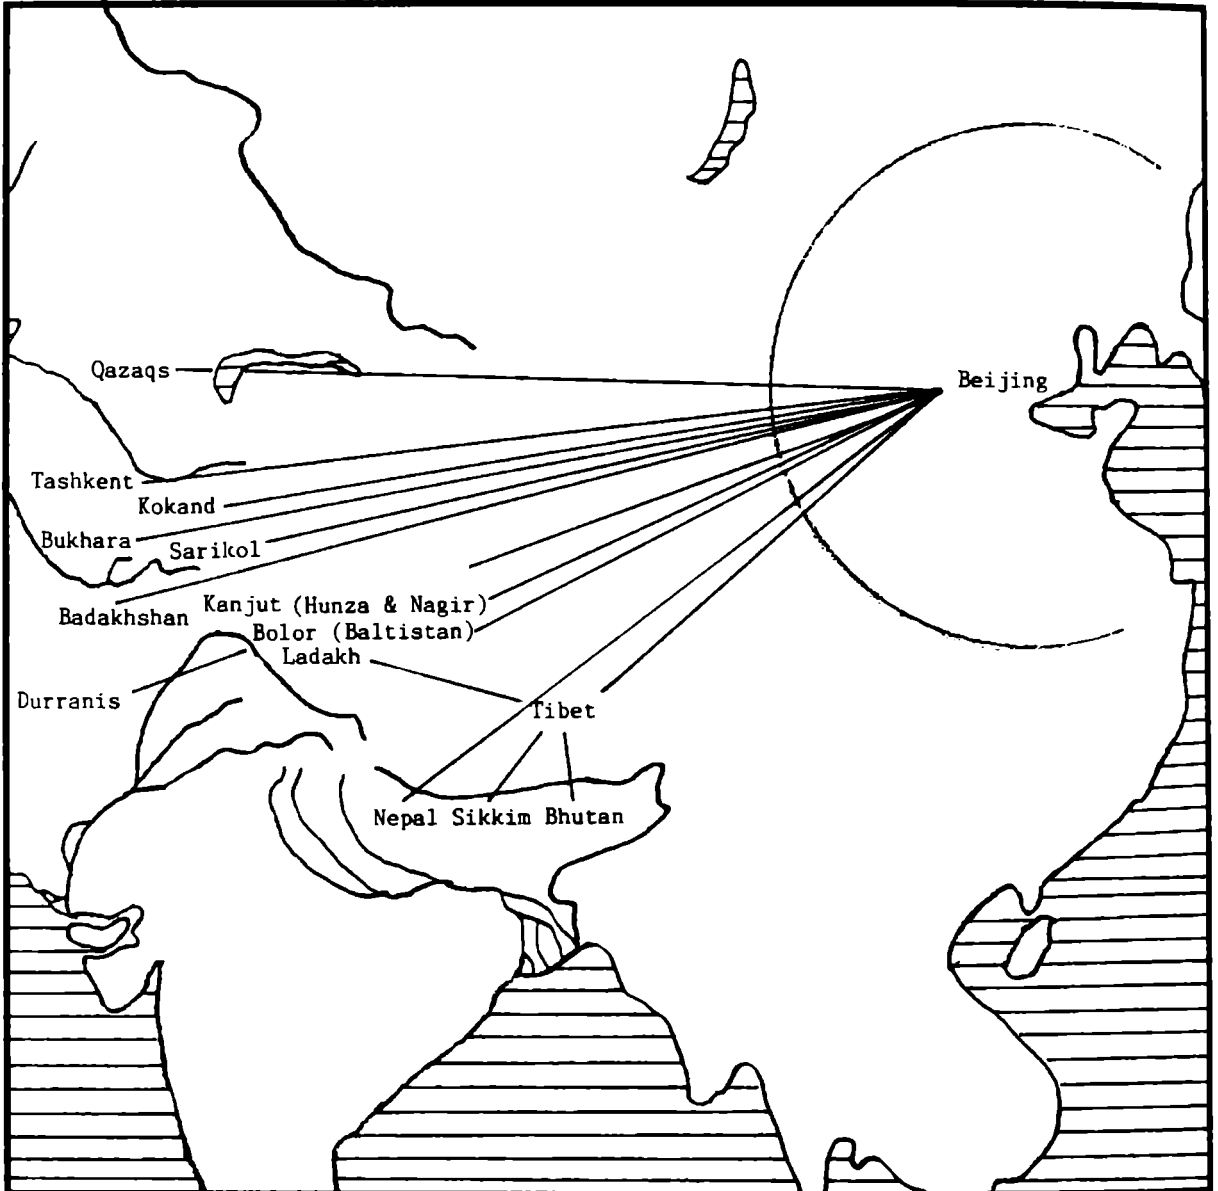 Qazaqs
Beijing
Tashkent
Kokand
Bukhara
Sarikol
Badakhshan
Kanjut (Hunza & Nagir)
Bolor (Baltistan)
Ladakh
Durranis
Tibet
Nepal Sikkim Bhutan